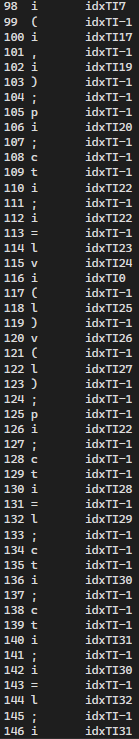 98 i idxTI7
99 ( idxTI-1
100 i idxTI17
101 , idxTI-1
102 i idxTI19
103 ) idxTI-1
104 ; idxTI-1
105 p idxTI-1
106 i idxTI20
107 ; idxTI-1
108 c idxTI-1
109 t idxTI-1
110 i idxTI22
111 ; idxTI-1
112 i idxTI22
113 = idxTI-1
114 l idxTI23
115 v idxTI24
116 i idxTI0
117 ( idxTI-1
118 l idxTI25
119 ) idxTI-1
120 v idxTI26
121 ( idxTI-1
122 l idxTI27
123 ) idxTI-1
124 ; idxTI-1
125 p idxTI-1
126 i idxTI22
127 ; idxTI-1
128 c idxTI-1
129 t idxTI-1
130 i idxTI28
131 = idxTI-1
132 l idxTI29
133 ; idxTI-1
134 c idxTI-1
135 t idxTI-1
136 i idxTI30
137 ; idxTI-1
138 c idxTI-1
139 t idxTI-1
140 i idxTI31
141 ; idxTI-1
142 i idxTI30
143 = idxTI-1
144 l idxTI32
145 ; idxTI-1
146 i idxTI31